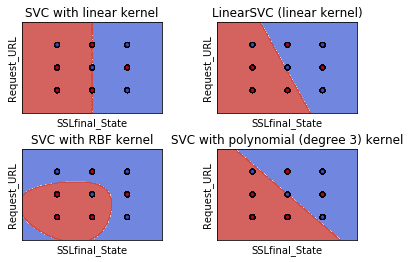 SVC with linear kernel
LinearSVC (linear kernel)
Request_URL
Request_URL
SSLfinal_State
SSLfinal_State
SVC with RBF kernel
SVC with polynomial (degree 3) kernel
Request_URL
Request_URL
SSLfinal_State
SSLfinal_State